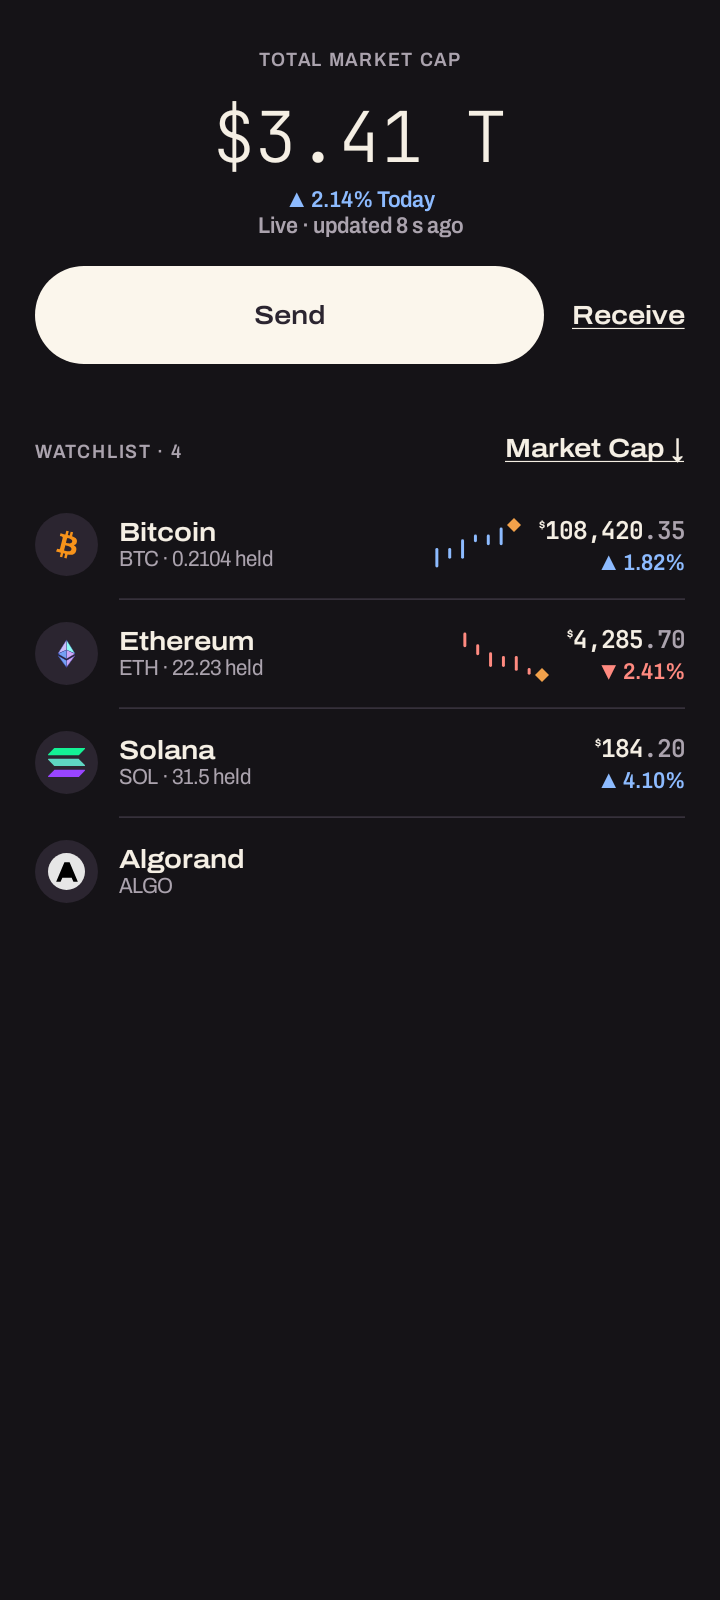 TOTAL MARKET CAP
$3.41 T
▲ 2.14% Today
Live · updated 8 s ago
Send
Receive
WATCHLIST · 4
Market Cap ↓
Bitcoin
$108,420.35
BTC · 0.2104 held
▲ 1.82%
Ethereum
$4,285.70
ETH · 22.23 held
▼ 2.41%
Solana
$184.20
SOL · 31.5 held
▲ 4.10%
Algorand
ALGO